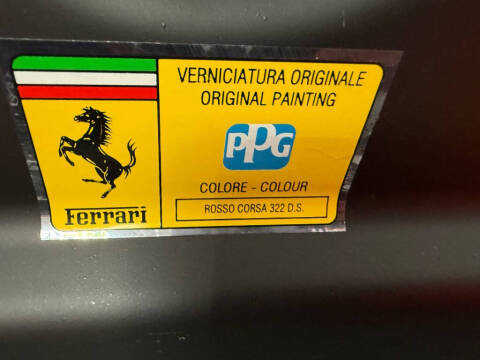 VERNICIATURA ORIGINALE
ORIGINAL PAINTING
PPG
COLORE - COLOUR
ROSSO CORSA 322 D.S.
Ferrari